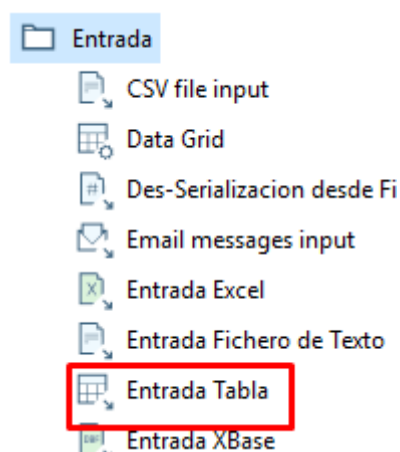 Entrada
CSV file input
Data Grid
Des-Serializacion desde Fi
Email messages input
Entrada Excel
Entrada Fichero de Texto
Entrada Tabla
Entrada XBase